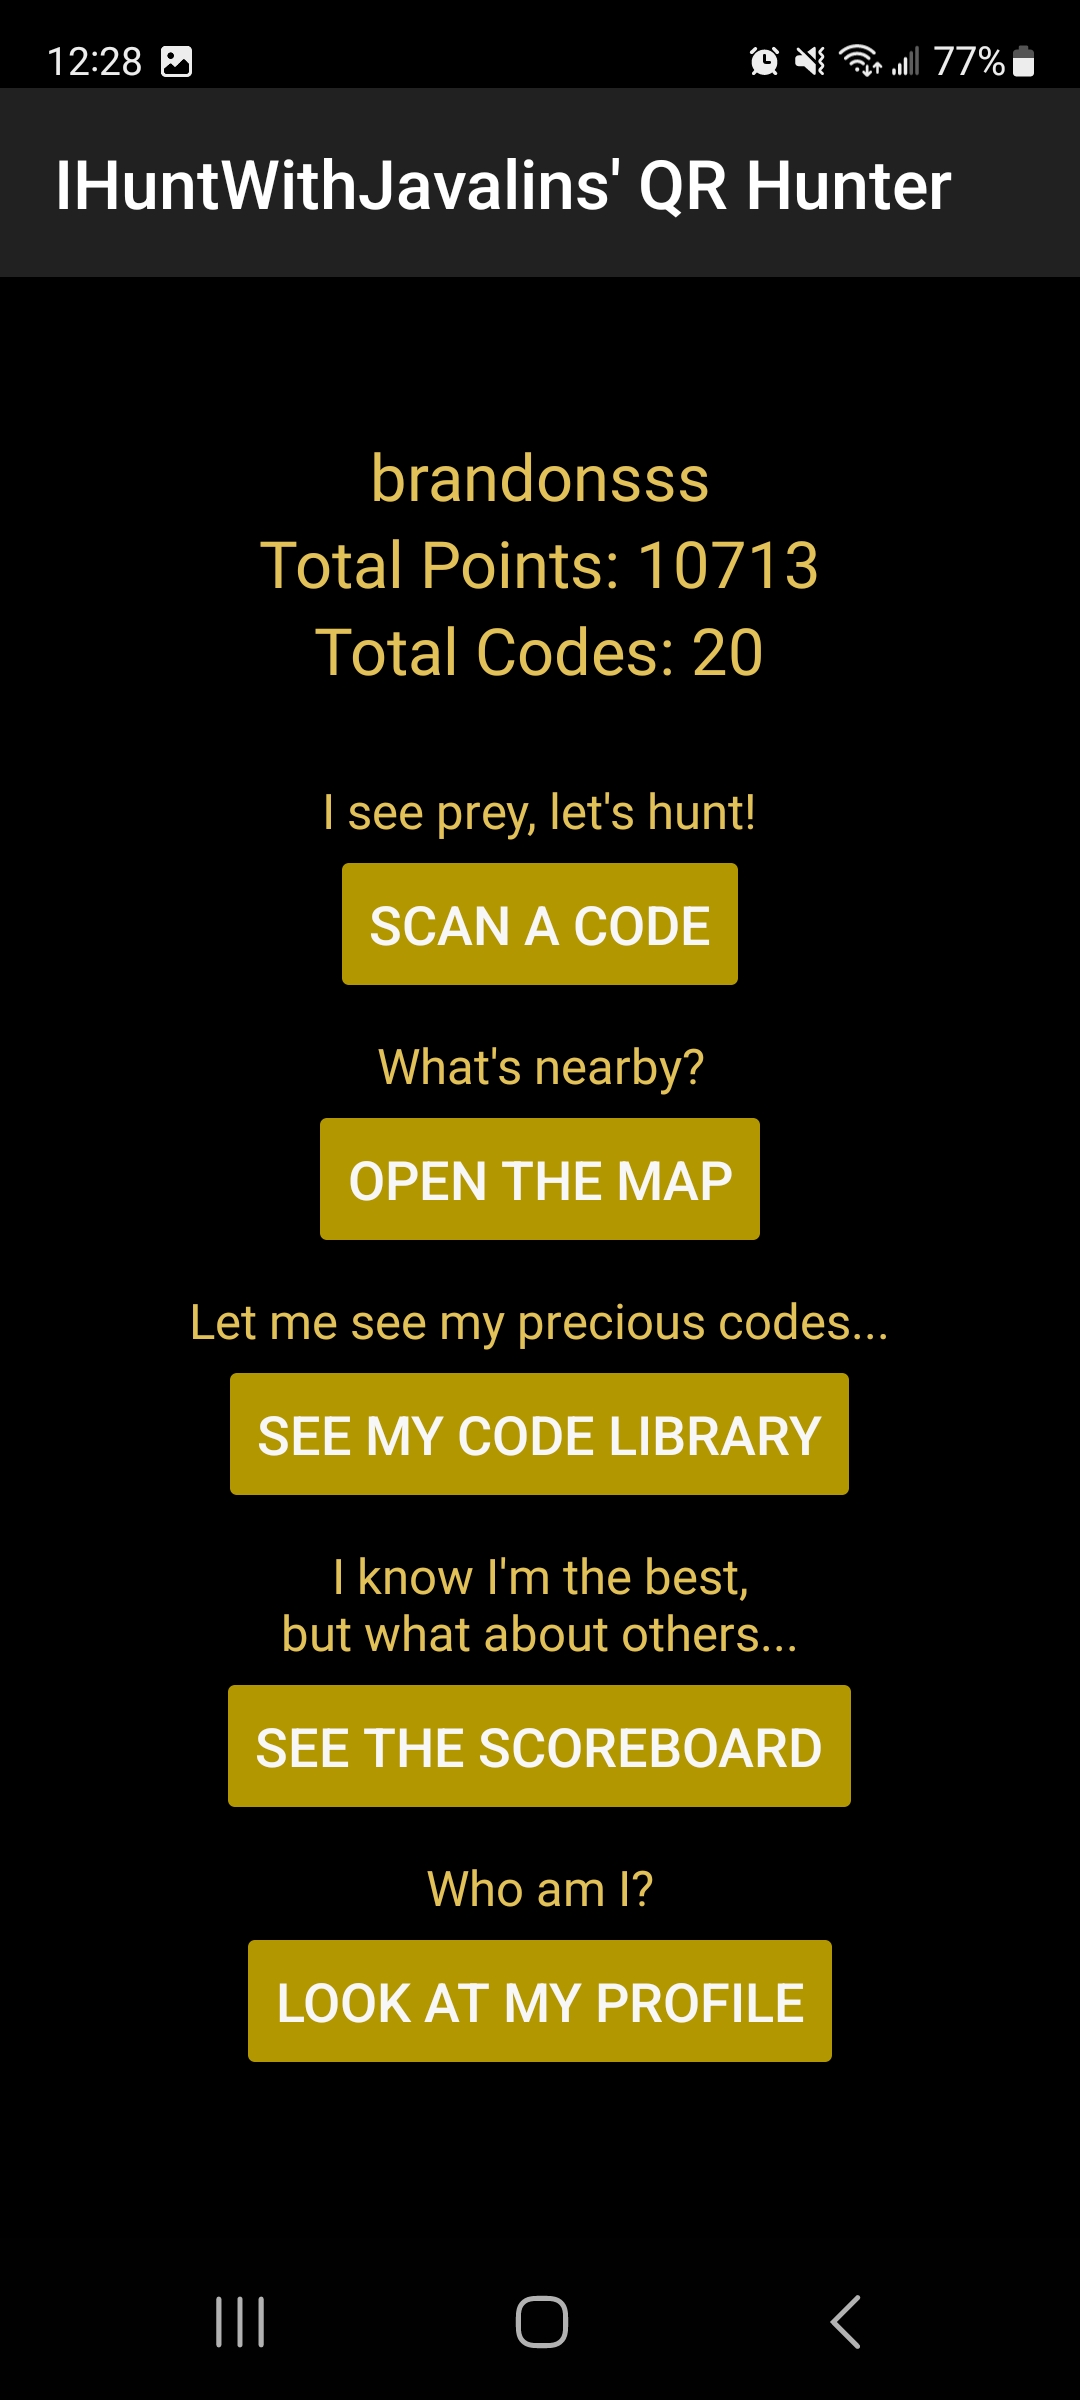 12:28 77%
IHuntWithJavalins' QR Hunter
brandonsss
Total Points: 10713
Total Codes: 20
I see prey, let's hunt!
SCAN A CODE
What's nearby?
OPEN THE MAP
Let me see my precious codes...
SEE MY CODE LIBRARY
I know I'm the best,
but what about others...
SEE THE SCOREBOARD
Who am I?
LOOK AT MY PROFILE